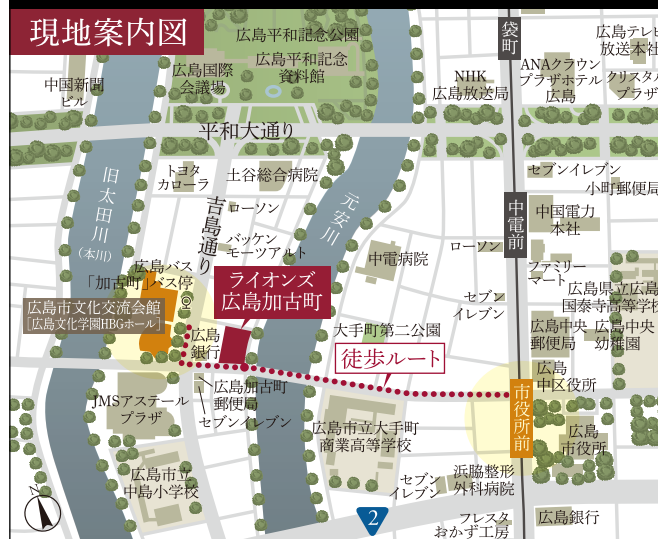 現地案内図
広島平和記念公園
広島平和記念
資料館
広島国際
会議場
中国新聞
ビル
袋町
広島テレビ
放送本社
ANAクラウン
プラザホテル
広島
クリスタル
プラザ
NHK
広島放送局
平和大通り
トヨタ
カローラ
土谷総合病院
セブンイレブン
小町郵便局
旧太田川
(本川)
吉島通り
ローソン
元安川
中電前
中国電力
本社
バッケン
モーツアルト
中電病院
ローソン
ファミリー
マート
広島バス
「加古町」バス停
ライオンズ
広島加古町
セブン
イレブン
広島県立広島
国泰寺高等学校
広島市文化交流会館
[広島文化学園HBGホール]
広島
銀行
大手町第二公園
広島中央
郵便局
広島中央
幼稚園
徒歩ルート
広島
中区役所
市役所前
広島加古町
郵便局
セブンイレブン
JMSアステール
プラザ
広島市立大手町
商業高等学校
広島
市役所
広島市立
中島小学校
セブン
イレブン
浜脇整形
外科病院
N
2
フレスタ
おかず工房
広島銀行